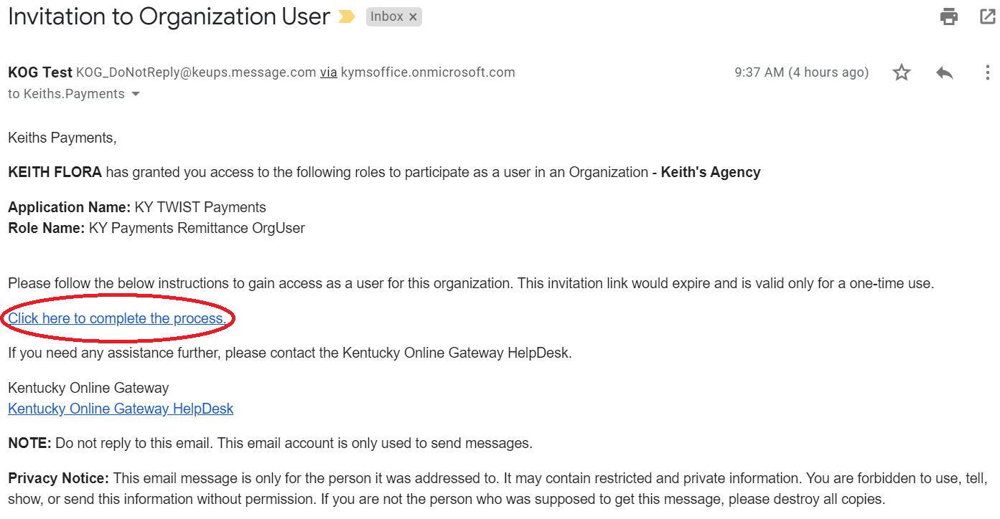 Invitation to Organization User
Inbox ×
KOG Test KOG_DoNotReply@keups.message.com via kymsoffice.onmicrosoft.com
9:37 AM (4 hours ago)
to Keiths.Payments
Keiths Payments,
KEITH FLORA has granted you access to the following roles to participate as a user in an Organization - Keith's Agency
Application Name: KY TWIST Payments
Role Name: KY Payments Remittance OrgUser
Please follow the below instructions to gain access as a user for this organization. This invitation link would expire and is valid only for a one-time use.
Click here to complete the process.
If you need any assistance further, please contact the Kentucky Online Gateway HelpDesk.
Kentucky Online Gateway
Kentucky Online Gateway HelpDesk
NOTE: Do not reply to this email. This email account is only used to send messages.
Privacy Notice: This email message is only for the person it was addressed to. It may contain restricted and private information. You are forbidden to use, tell,
show, or send this information without permission. If you are not the person who was supposed to get this message, please destroy all copies.